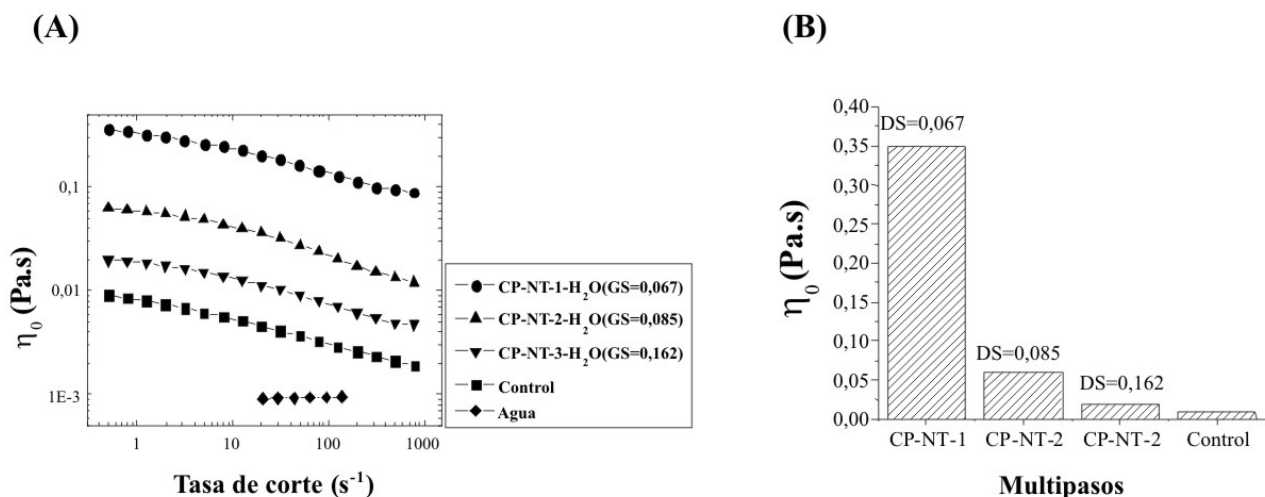 (A)
η₀ (Pa.s)
0,1
0,01
1E-3
1
10
100
1000
Tasa de corte (s⁻¹)
CP-NT-1-H₂O(GS=0,067)
CP-NT-2-H₂O(GS=0,085)
CP-NT-3-H₂O(GS=0,162)
Control
Agua
(B)
η₀ (Pa.s)
0,40
0,35
0,30
0,25
0,20
0,15
0,10
0,05
0,00
DS=0,067
DS=0,085
DS=0,162
CP-NT-1
CP-NT-2
CP-NT-2
Control
Multipasos